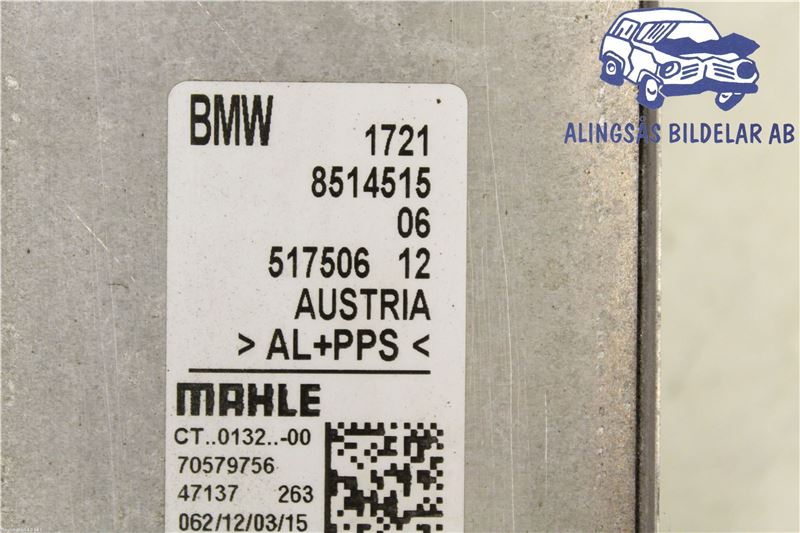 BMW
1721
8514515
06
517506 12
AUSTRIA
> AL+PPS <
MAHLE
CT..0132..-00
70579756
47137 263
062/12/03/15
ALINGSÅS BILDELAR AB